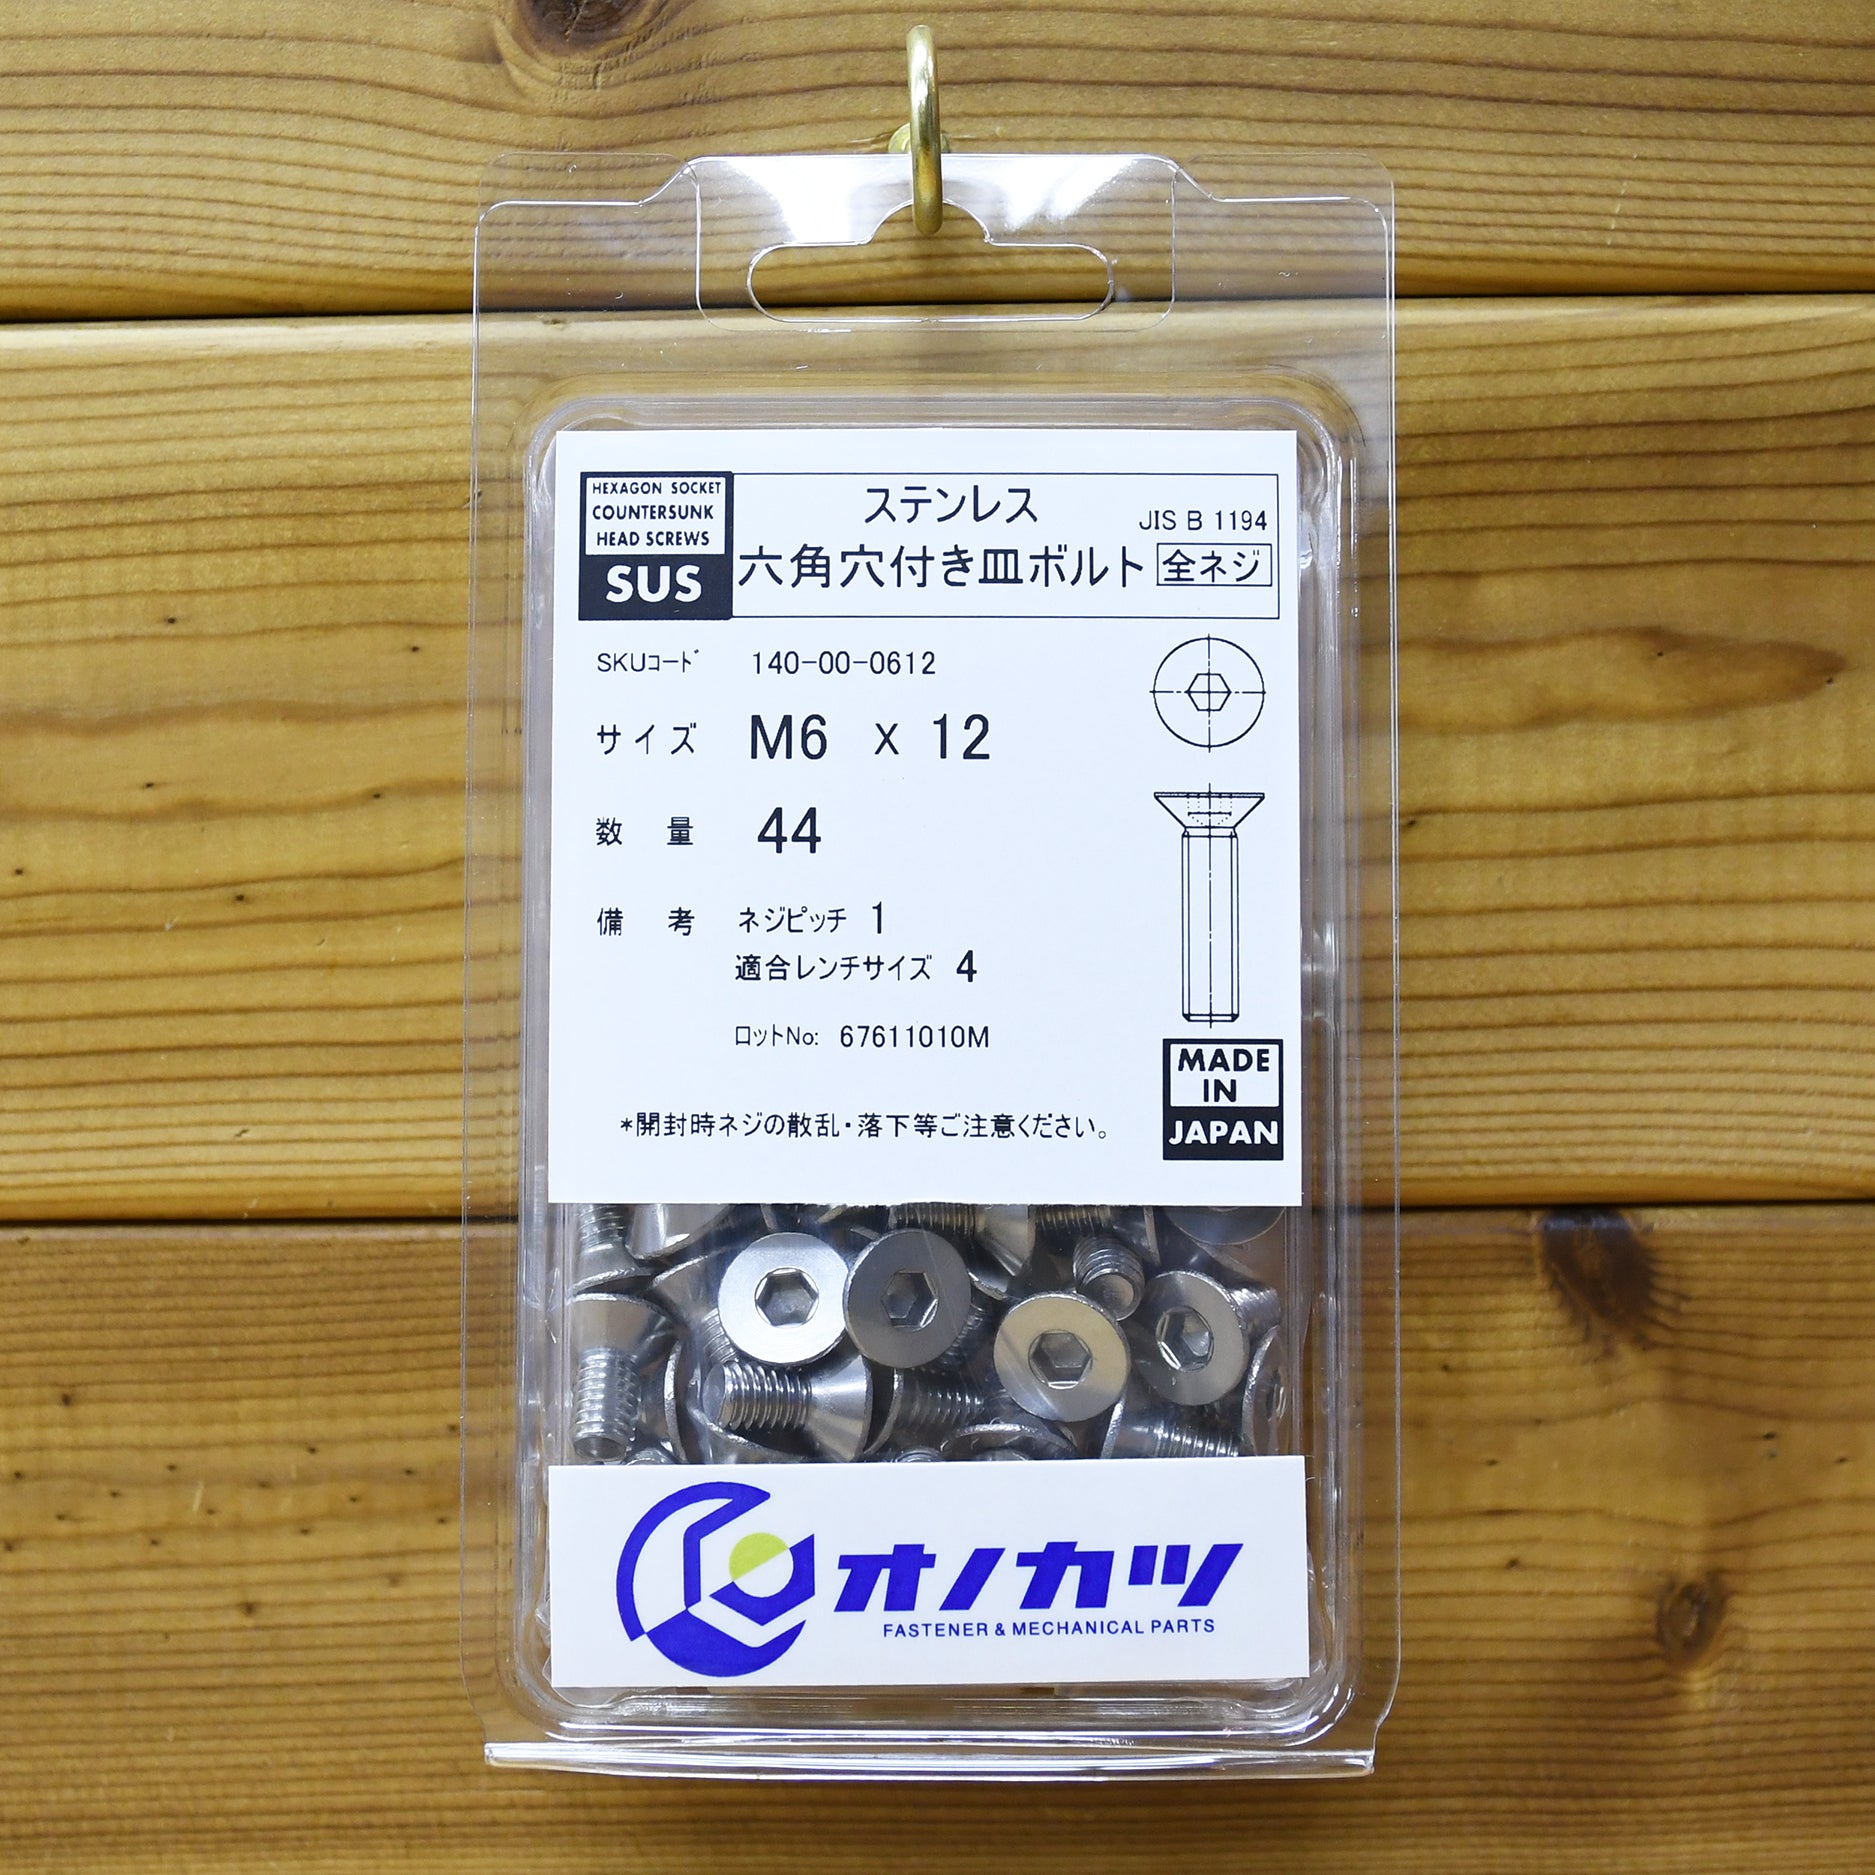 HEXAGON SOCKET
COUNTERSUNK
HEAD SCREWS
SUS
ステンレス
JIS B 1194
六角穴付き皿ボルト 全ネジ
SKUコード 140-00-0612
サイズ M6 x 12
数量 44
備考 ネジピッチ 1
適合レンチサイズ 4
ロットNo: 67611010M
MADE
IN
JAPAN
*開封時ネジの散乱・落下等ご注意ください。
オノカツ
FASTENER & MECHANICAL PARTS